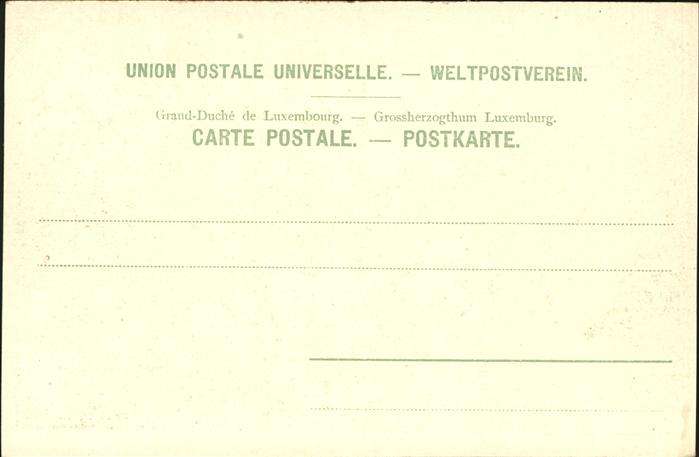 UNION POSTALE UNIVERSELLE. — WELTPOSTVEREIN.
Grand-Duché de Luxembourg. — Grossherzogthum Luxemburg.
CARTE POSTALE. — POSTKARTE.